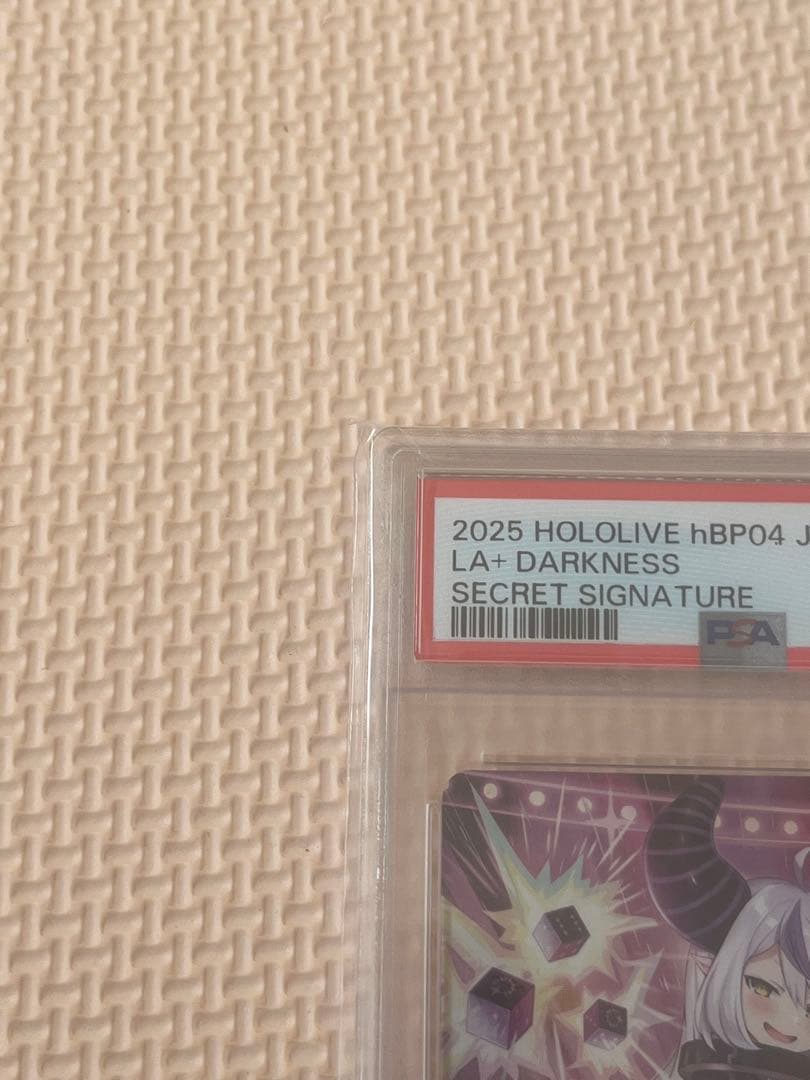 2025 HOLOLIVE hBP04 J
LA+ DARKNESS
SECRET SIGNATURE
PSA